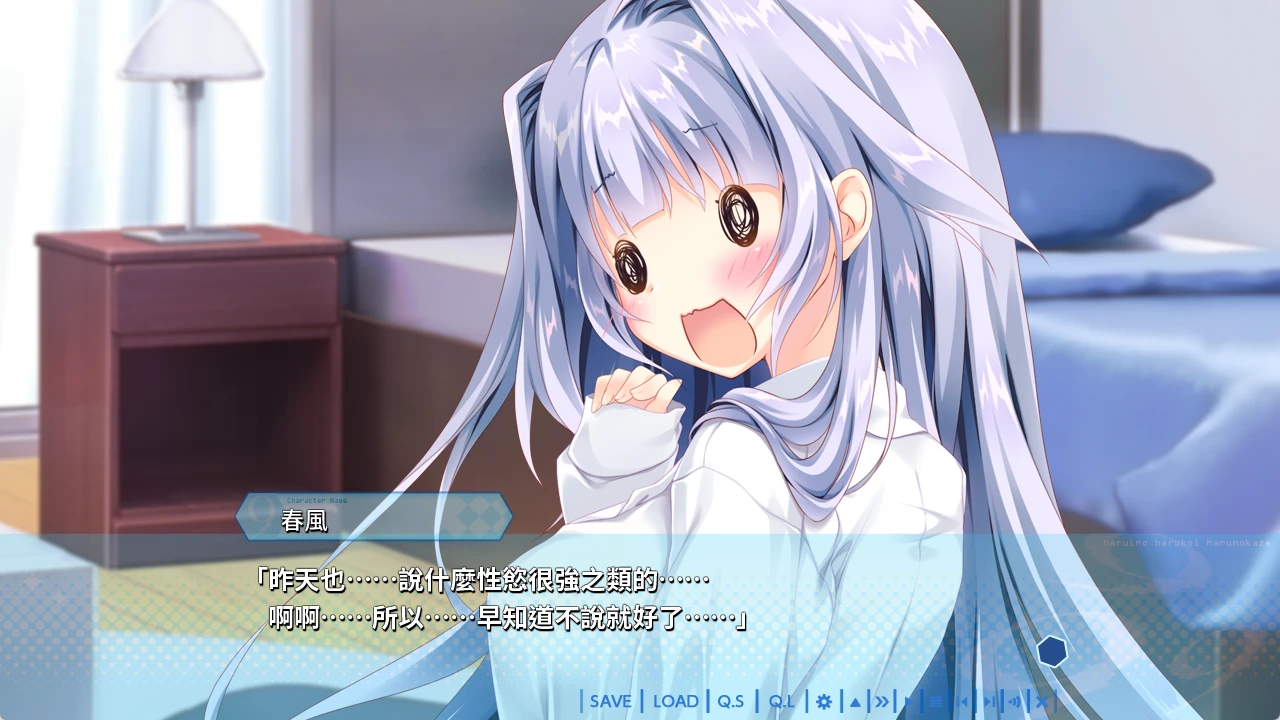 Character Name
春風
「昨天也……說什麼性慾很強之類的……
啊啊……所以……早知道不說就好了……」
haruiro harukoi harunokaze
SAVE | LOAD | Q.S | Q.L